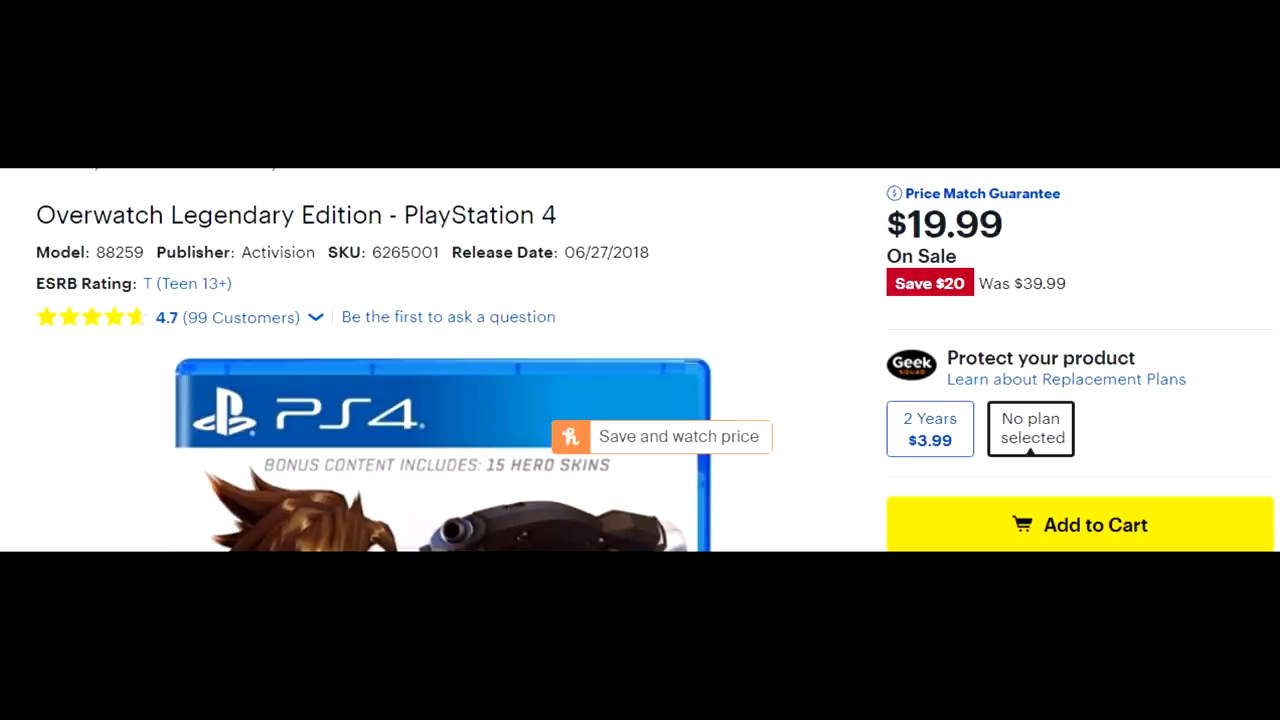 Overwatch Legendary Edition - PlayStation 4
Model: 88259 Publisher: Activision SKU: 6265001 Release Date: 06/27/2018
ESRB Rating: T (Teen 13+)
4.7 (99 Customers) Be the first to ask a question
PS4
BONUS CONTENT INCLUDES: 15 HERO SKINS
Save and watch price
Price Match Guarantee
$19.99
On Sale
Save $20 Was $39.99
Geek SQUAD
Protect your product
Learn about Replacement Plans
2 Years
$3.99
No plan
selected
Add to Cart